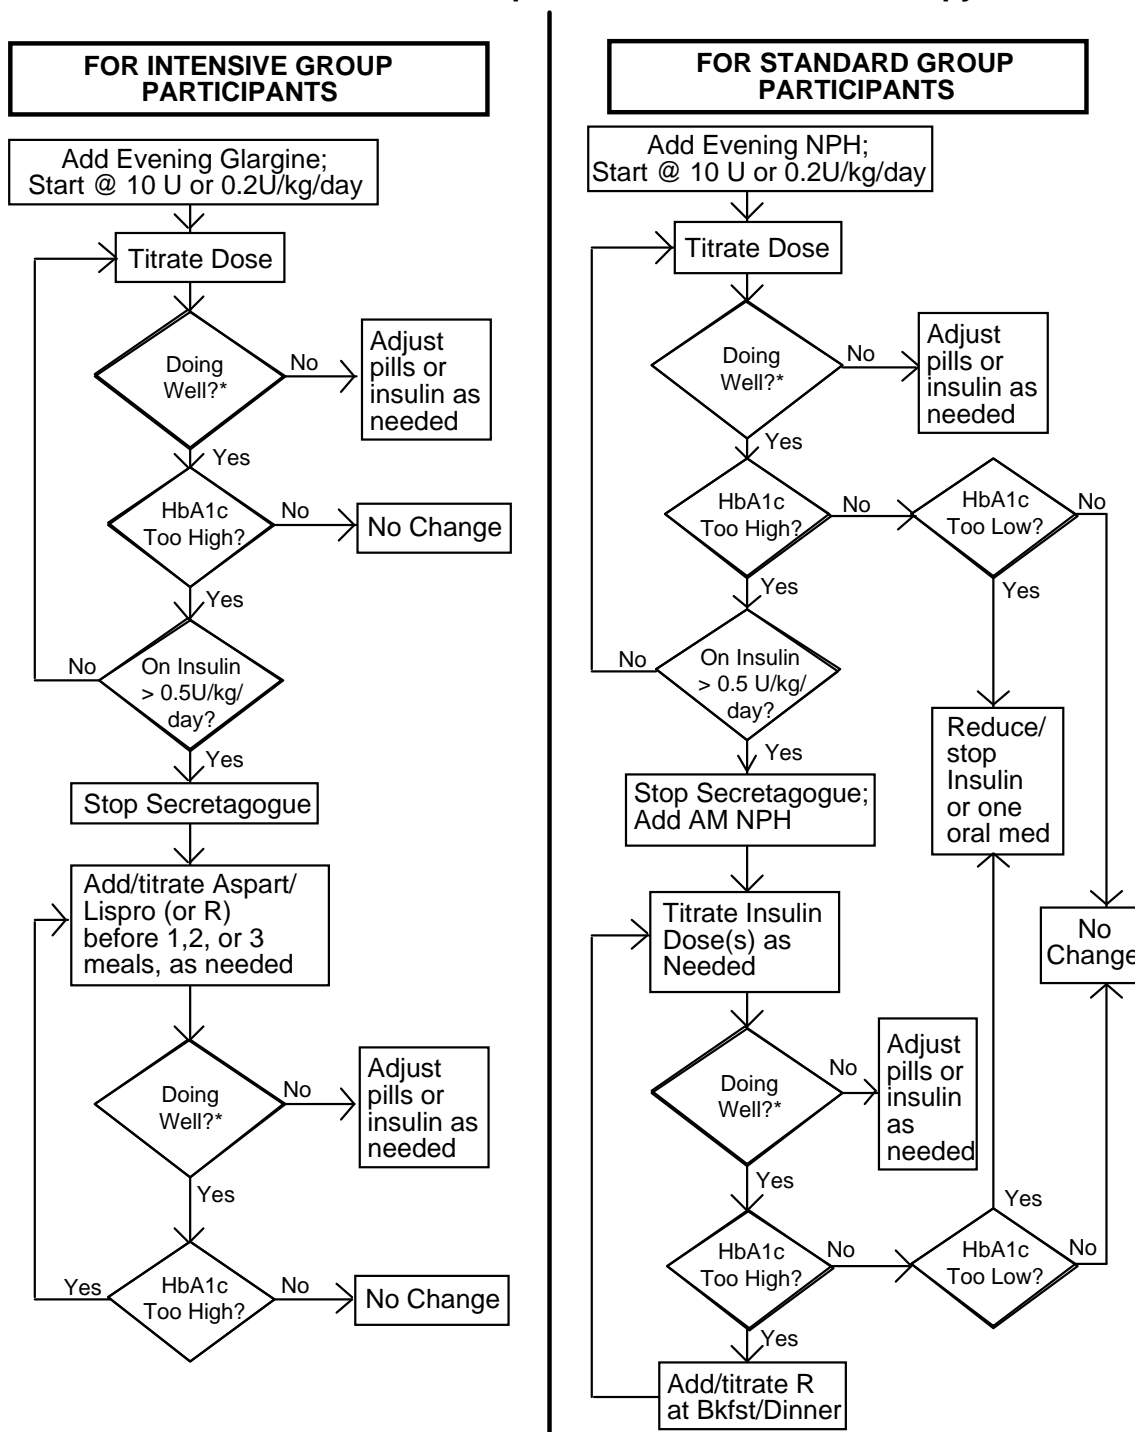 FOR INTENSIVE GROUP
PARTICIPANTS
Add Evening Glargine;
Start @ 10 U or 0.2U/kg/day
Titrate Dose
Doing
Well?*
No
Adjust
pills or
insulin as
needed
Yes
HbA1c
Too High?
No
No Change
Yes
No
On Insulin
> 0.5U/kg/
day?
Yes
Stop Secretagogue
Add/titrate Aspart/
Lispro (or R)
before 1,2, or 3
meals, as needed
Doing
Well?*
No
Adjust
pills or
insulin as
needed
Yes
Yes
HbA1c
Too High?
No
No Change
FOR STANDARD GROUP
PARTICIPANTS
Add Evening NPH;
Start @ 10 U or 0.2U/kg/day
Titrate Dose
Doing
Well?*
No
Adjust
pills or
insulin as
needed
Yes
HbA1c
Too High?
No
HbA1c
Too Low?
No
Yes
Yes
No
On Insulin
> 0.5 U/kg/
day?
Yes
Reduce/
stop
Insulin
or one
oral med
Stop Secretagogue;
Add AM NPH
Titrate Insulin
Dose(s) as
Needed
No
Change
Doing
Well?*
No
Adjust
pills or
insulin
as
needed
Yes
Yes
HbA1c
Too High?
No
HbA1c
Too Low?
No
Yes
Add/titrate R
at Bkfst/Dinner